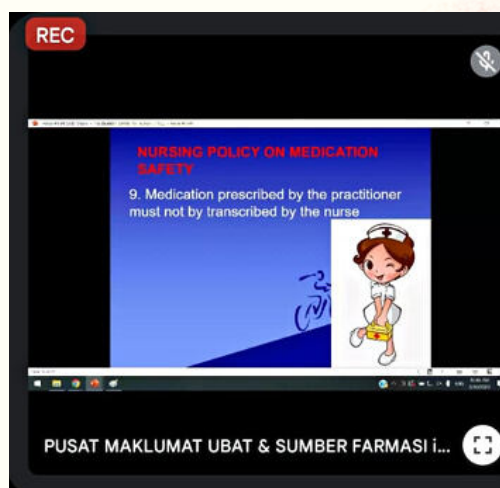 REC
NURSING POLICY ON MEDICATION
SAFETY
9. Medication prescribed by the practitioner
must not by transcribed by the nurse
PUSAT MAKLUMAT UBAT & SUMBER FARMASI i...